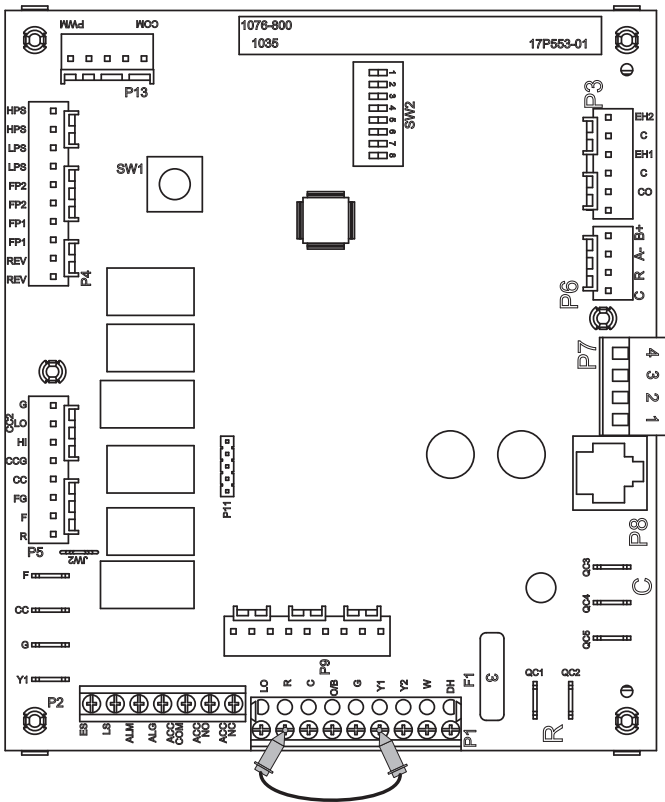 PWM
COM
P13
1076-800
1035
17P553-01
HPS
HPS
LPS
LPS
FP2
FP2
FP1
FP1
REV
REV
P4
SW1
1
2
3
4
5
6
7
8
SW2
P3
EH2
C
EH1
C
CO
P6
B+
A-
R
C
P7
4
3
2
1
P8
G
CC2
LO
HI
CCG
CC
FG
F
R
P5
JW2
P11
F
CC
G
Y1
P2
P9
QC3
C
QC4
QC5
LO
R
C
O/B
G
Y1
Y2
W
DH
P1
F1
3
QC1
QC2
R
ES
LS
ALM
ALG
ACC COM
ACC NO
ACC NC